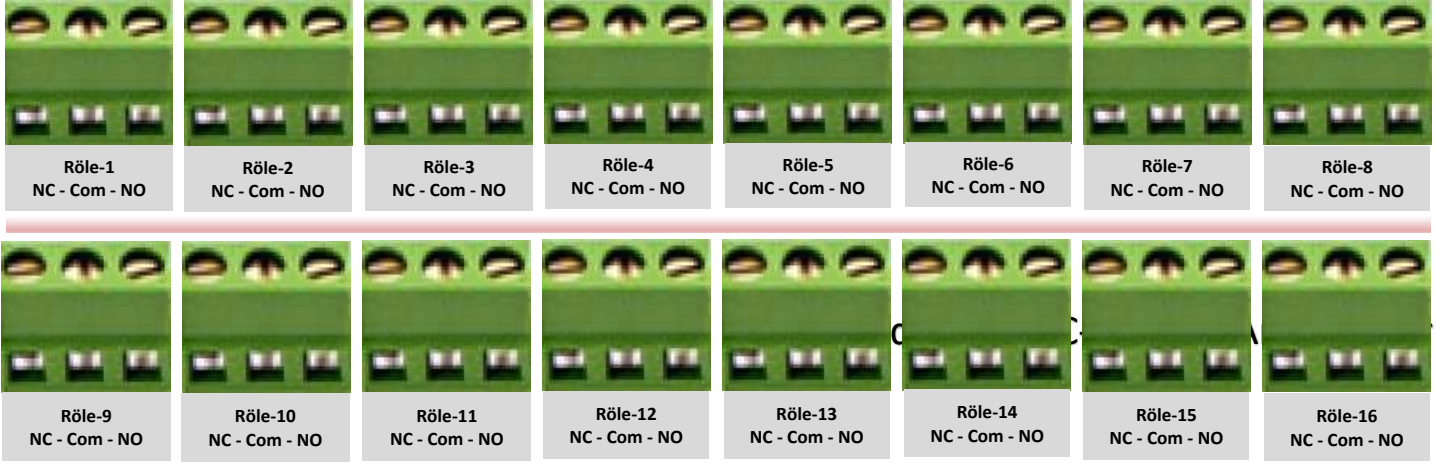 Röle-1
NC - Com - NO
Röle-2
NC - Com - NO
Röle-3
NC - Com - NO
Röle-4
NC - Com - NO
Röle-5
NC - Com - NO
Röle-6
NC - Com - NO
Röle-7
NC - Com - NO
Röle-8
NC - Com - NO
Röle-9
NC - Com - NO
Röle-10
NC - Com - NO
Röle-11
NC - Com - NO
Röle-12
NC - Com - NO
Röle-13
NC - Com - NO
Röle-14
NC - Com - NO
Röle-15
NC - Com - NO
Röle-16
NC - Com - NO